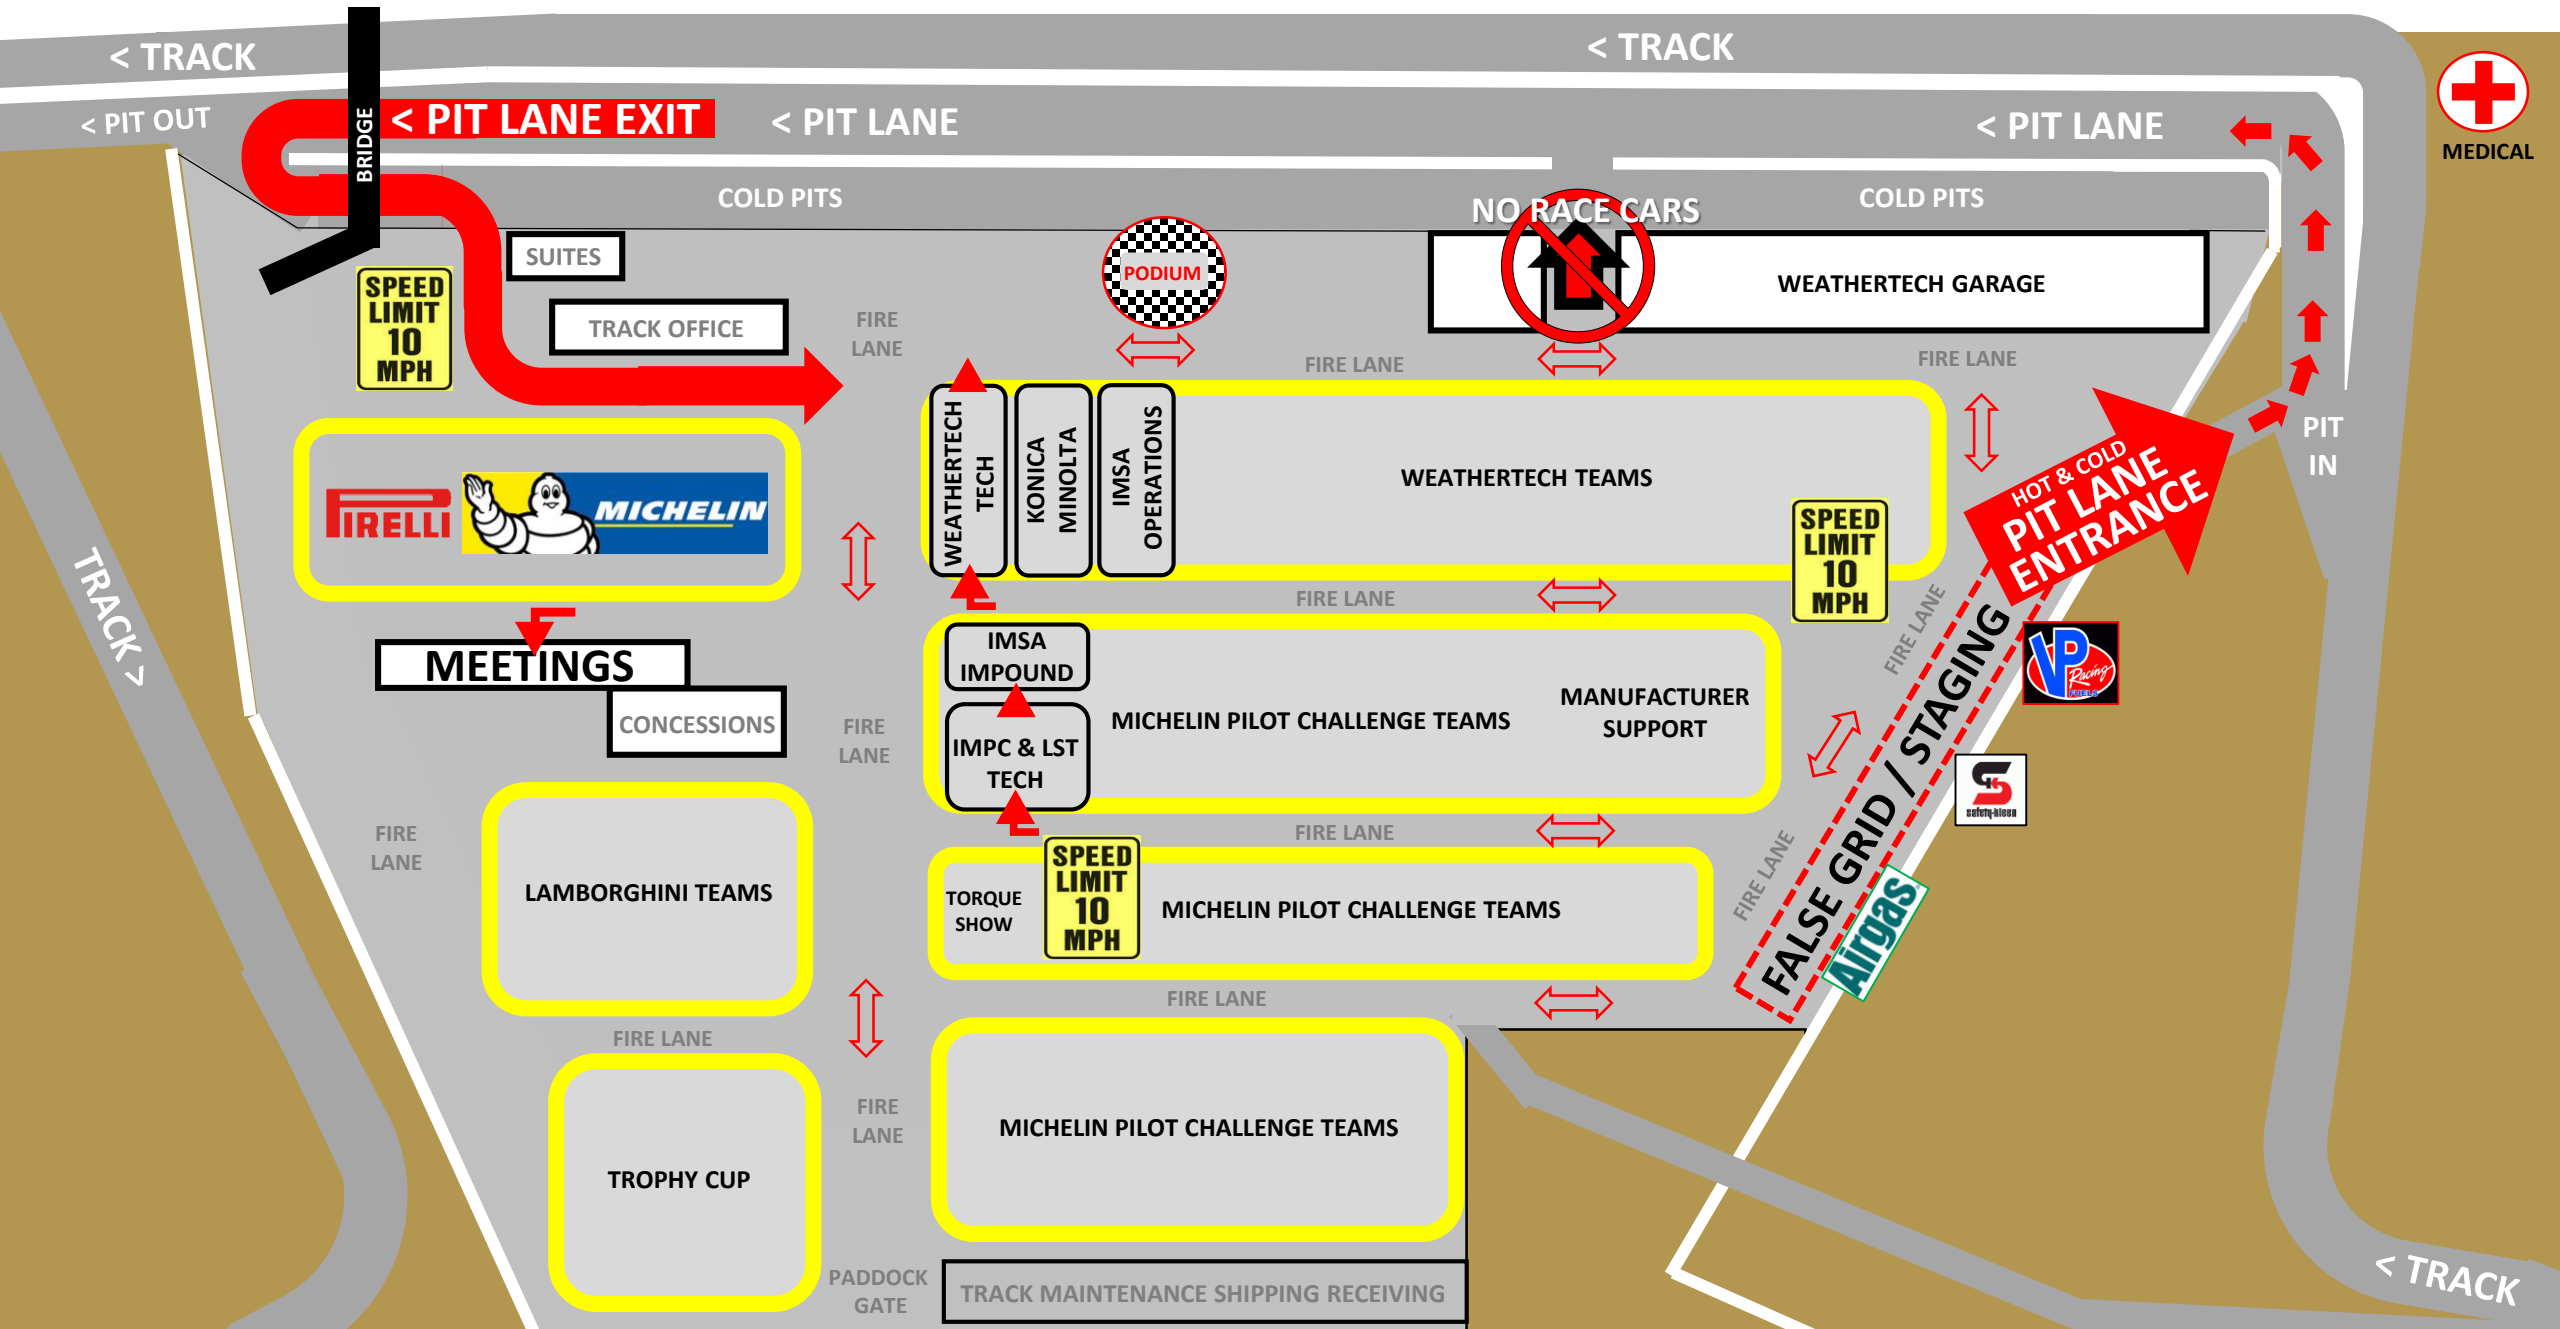 < TRACK
< TRACK
< PIT OUT
BRIDGE
< PIT LANE EXIT
< PIT LANE
< PIT LANE
MEDICAL
COLD PITS
NO RACE CARS
COLD PITS
SUITES
PODIUM
WEATHERTECH GARAGE
SPEED
LIMIT
10
MPH
TRACK OFFICE
FIRE
LANE
FIRE LANE
FIRE LANE
PIRELLI
MICHELIN
WEATHERTECH
TECH
KONICA
MINOLTA
IMSA
OPERATIONS
WEATHERTECH TEAMS
SPEED
LIMIT
10
MPH
HOT & COLD
PIT LANE
ENTRANCE
PIT
IN
TRACK >
FIRE LANE
FIRE LANE
MEETINGS
CONCESSIONS
FIRE
LANE
IMSA
IMPOUND
IMPC & LST
TECH
MICHELIN PILOT CHALLENGE TEAMS
MANUFACTURER
SUPPORT
FALSE GRID / STAGING
VP
Racing
FUELS
safety-kleen
Airgas
FIRE
LANE
FIRE LANE
FIRE LANE
LAMBORGHINI TEAMS
TORQUE
SHOW
SPEED
LIMIT
10
MPH
MICHELIN PILOT CHALLENGE TEAMS
FIRE LANE
FIRE LANE
FIRE
LANE
MICHELIN PILOT CHALLENGE TEAMS
TROPHY CUP
PADDOCK
GATE
TRACK MAINTENANCE SHIPPING RECEIVING
< TRACK